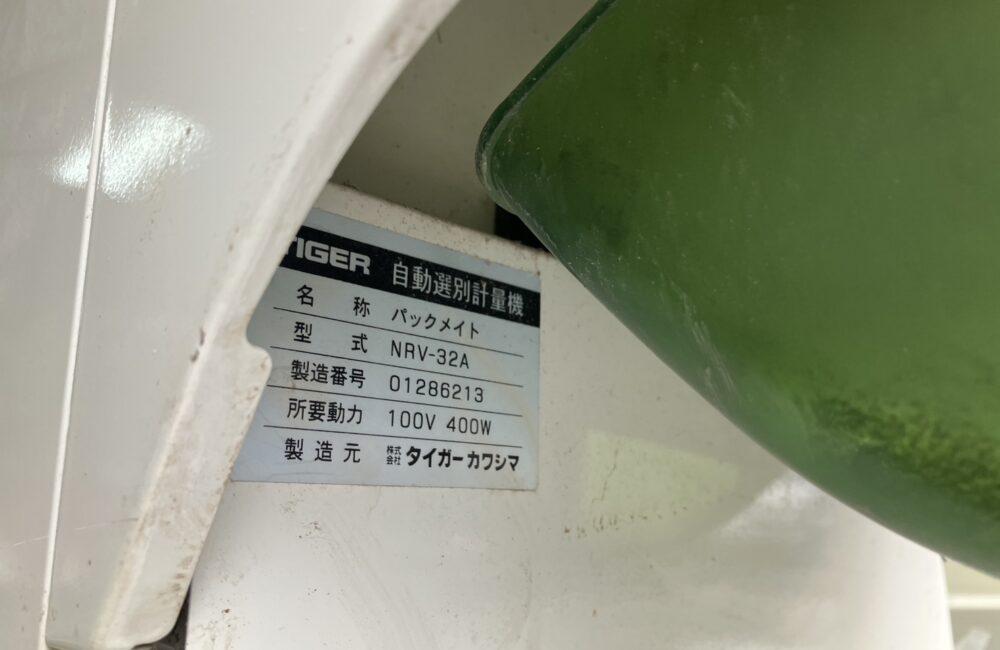 TIGER 自動選別計量機
名称 パックメイト
型式 NRV-32A
製造番号 01286213
所要動力 100V 400W
製造元 株式会社 タイガーカワシマ